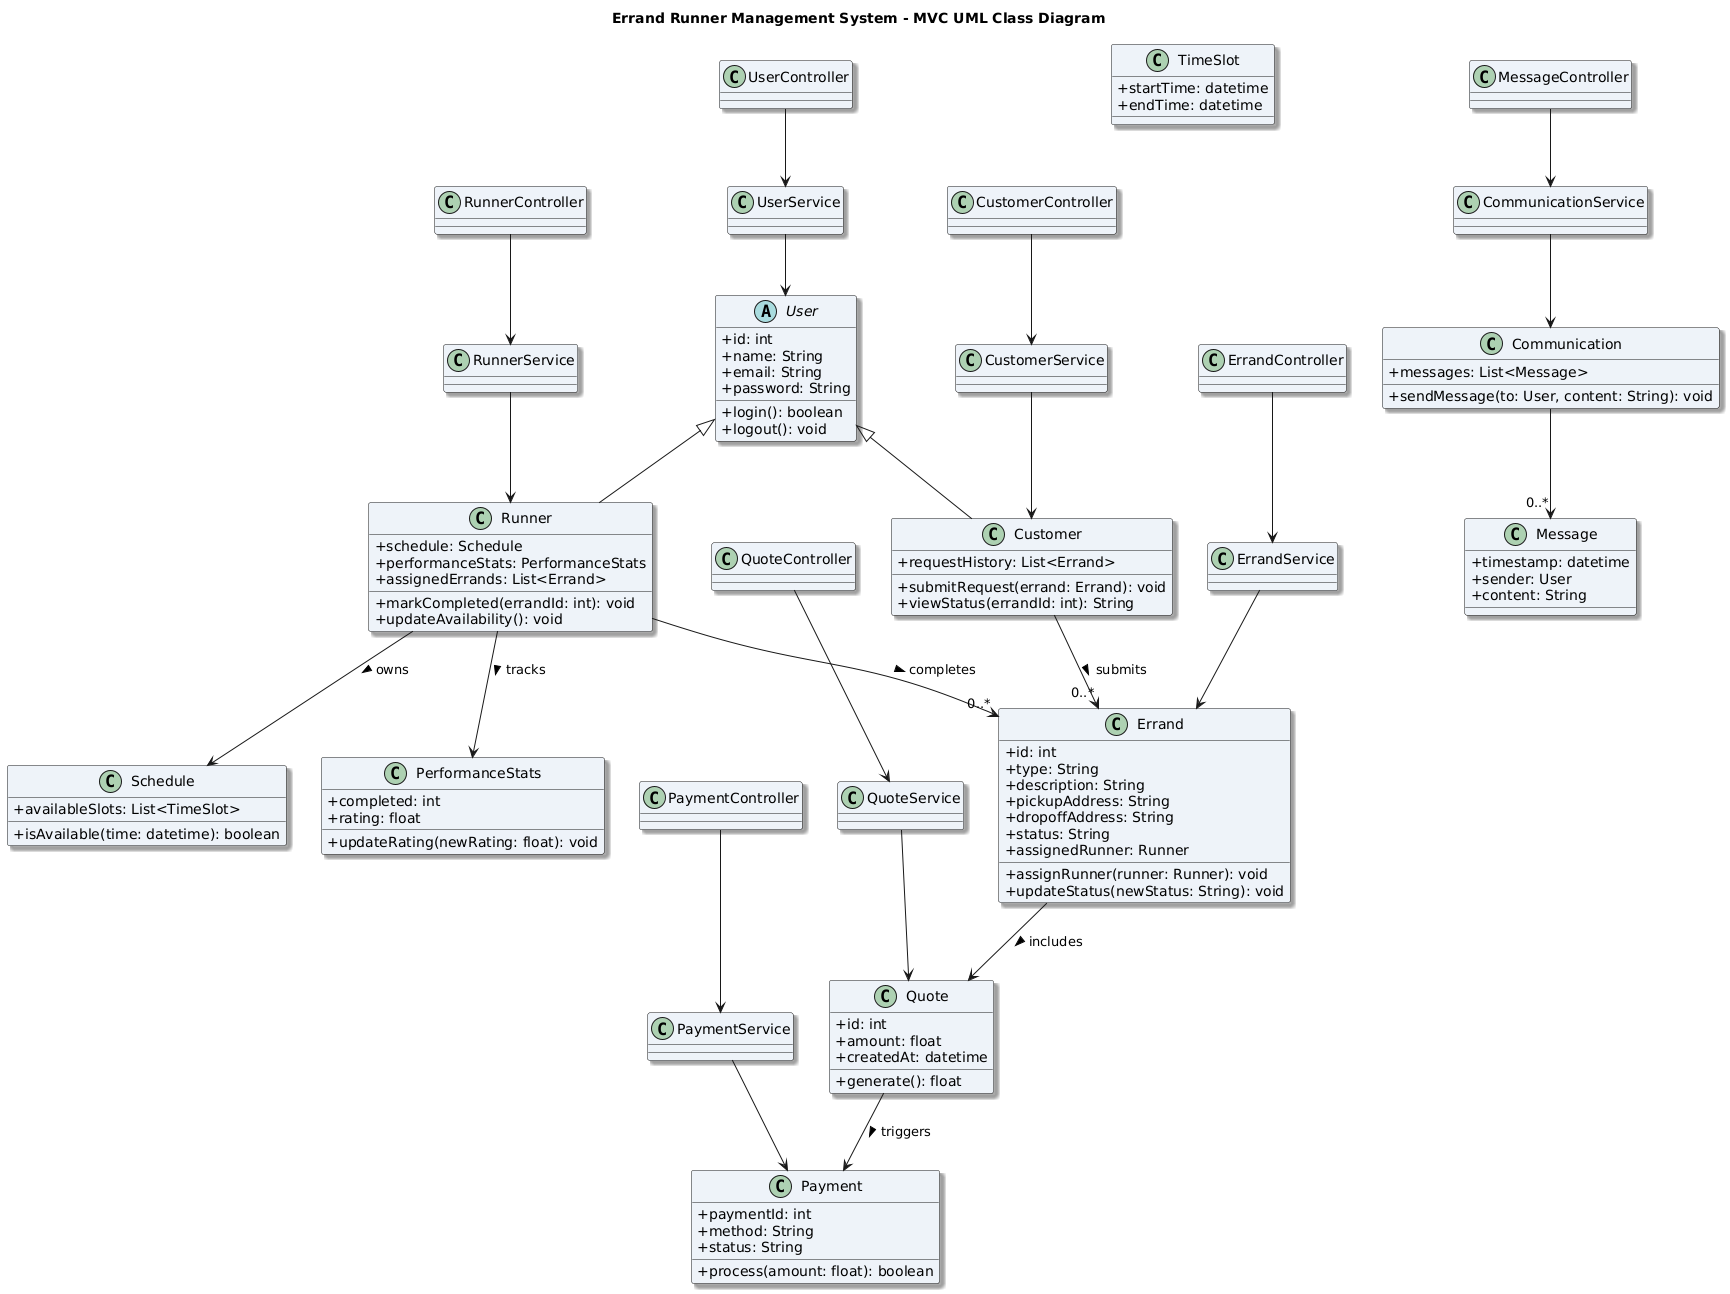 Errand Runner Management System - MVC UML Class Diagram
C TimeSlot
+startTime: datetime
+endTime: datetime
C UserController
C MessageController
C RunnerController
C UserService
C CustomerController
C CommunicationService
A User
+id: int
+name: String
+email: String
+password: String
+login(): boolean
+logout(): void
C RunnerService
C CustomerService
C ErrandController
C Communication
+messages: List<Message>
+sendMessage(to: User, content: String): void
0..*
C Runner
+schedule: Schedule
+performanceStats: PerformanceStats
+assignedErrands: List<Errand>
+markCompleted(errandId: int): void
+updateAvailability(): void
C QuoteController
C Customer
+requestHistory: List<Errand>
+submitRequest(errand: Errand): void
+viewStatus(errandId: int): String
C ErrandService
C Message
+timestamp: datetime
+sender: User
+content: String
owns
tracks
completes
submits
0..*
0..*
C Schedule
+availableSlots: List<TimeSlot>
+isAvailable(time: datetime): boolean
C PerformanceStats
+completed: int
+rating: float
+updateRating(newRating: float): void
C PaymentController
C QuoteService
C Errand
+id: int
+type: String
+description: String
+pickupAddress: String
+dropoffAddress: String
+status: String
+assignedRunner: Runner
+assignRunner(runner: Runner): void
+updateStatus(newStatus: String): void
includes
C PaymentService
C Quote
+id: int
+amount: float
+createdAt: datetime
+generate(): float
triggers
C Payment
+paymentId: int
+method: String
+status: String
+process(amount: float): boolean